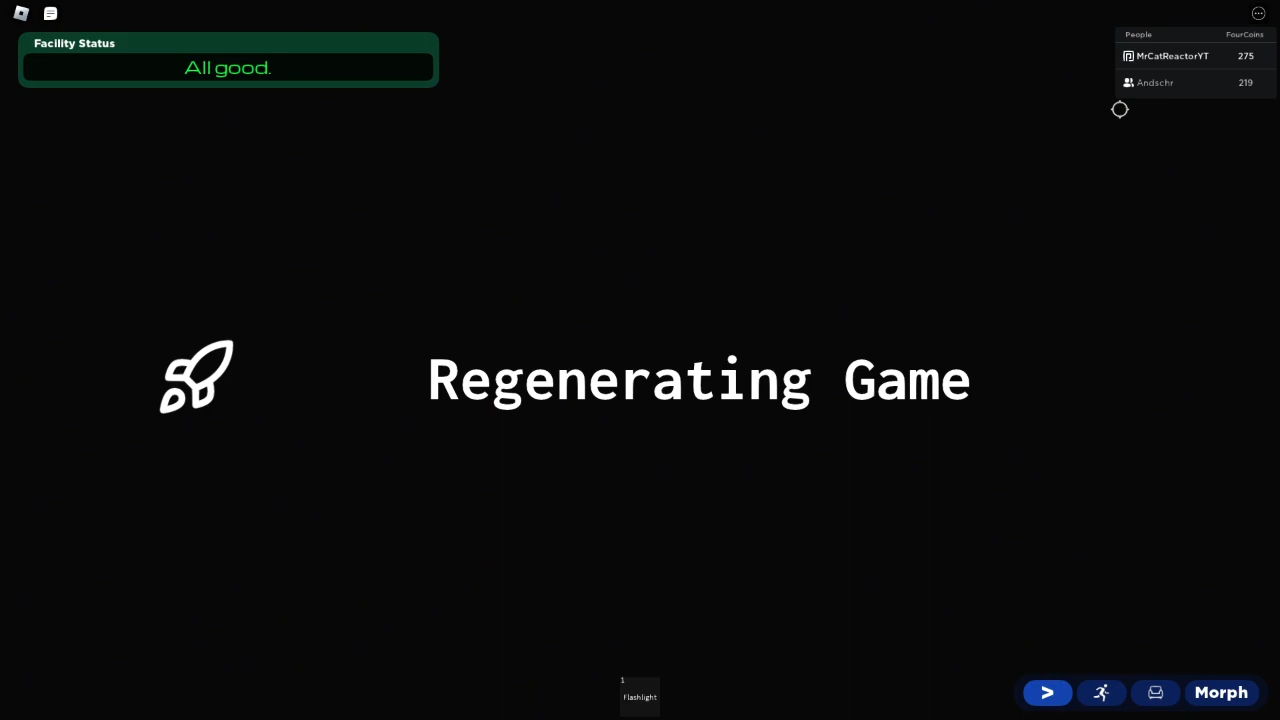 Facility Status
All good.
People FourCoins
MrCatReactorYT 275
Andschr 219
Regenerating Game
1
Flashlight
> Morph